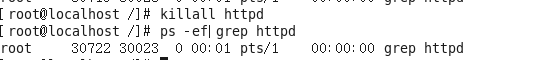 [root@localhost /]# killall httpd
[root@localhost /]# ps -ef| grep httpd
root 30722 30023 0 00:01 pts/1 00:00:00 grep httpd